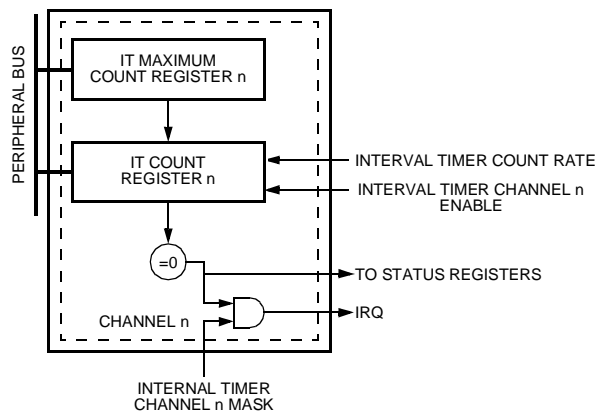 PERIPHERAL BUS
IT MAXIMUM
COUNT REGISTER n
IT COUNT
REGISTER n
INTERVAL TIMER COUNT RATE
INTERVAL TIMER CHANNEL n
ENABLE
=0
TO STATUS REGISTERS
IRQ
CHANNEL n
INTERNAL TIMER
CHANNEL n MASK